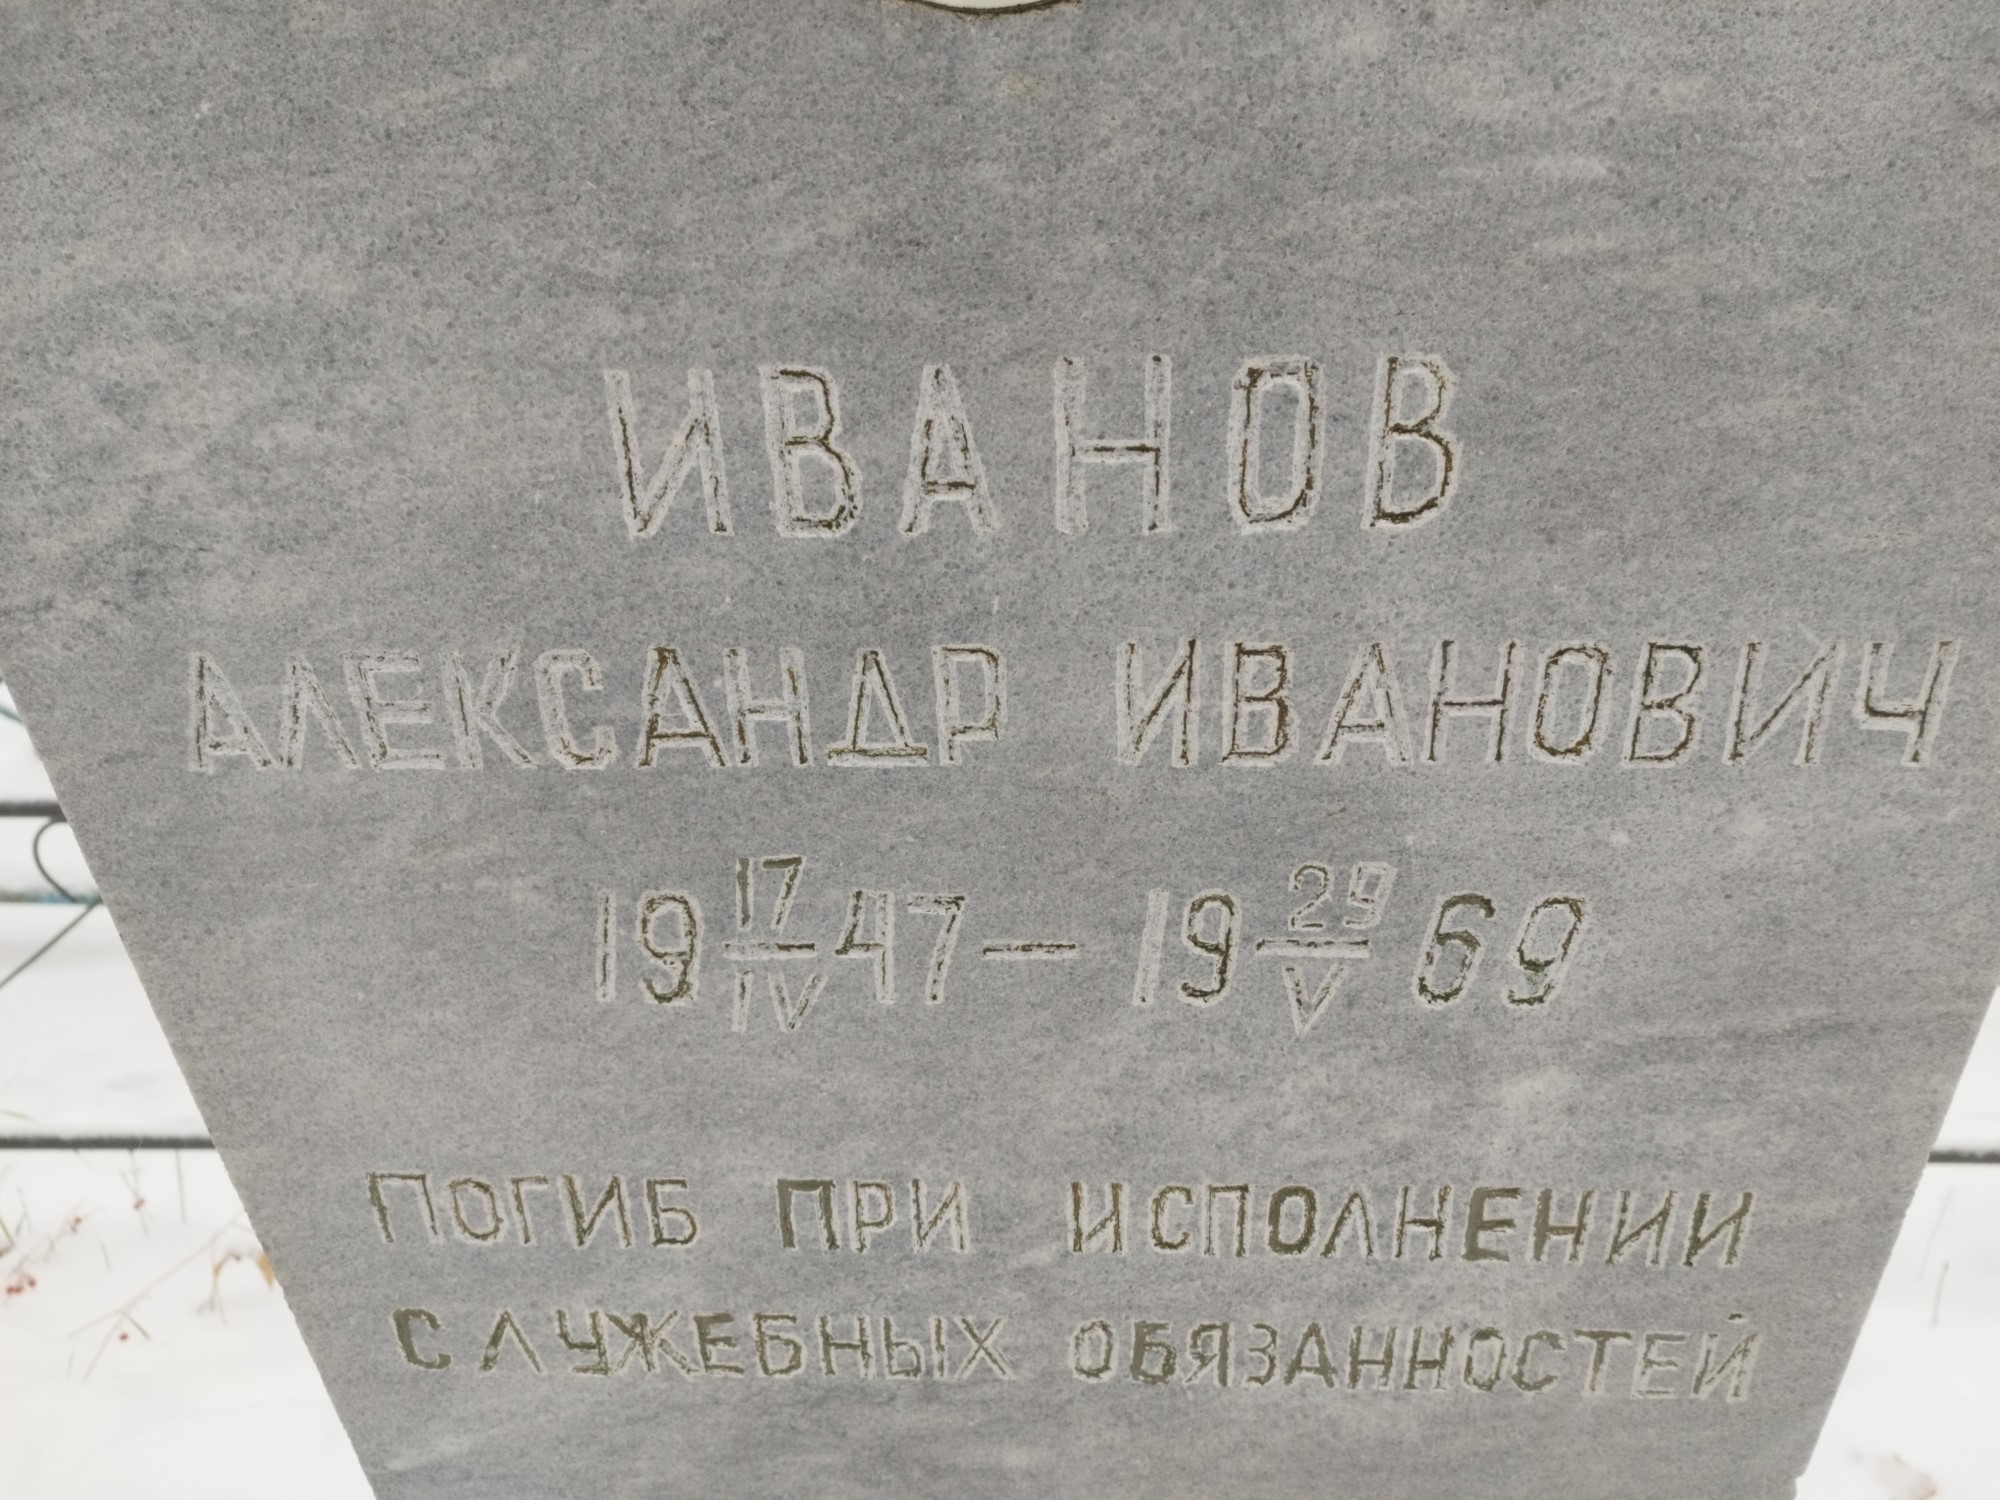 ИВАНОВ
АЛЕКСАНДР ИВАНОВИЧ
19 17/IV 47 — 19 29/V 69
ПОГИБ ПРИ ИСПОЛНЕНИИ
СЛУЖЕБНЫХ ОБЯЗАННОСТЕЙ